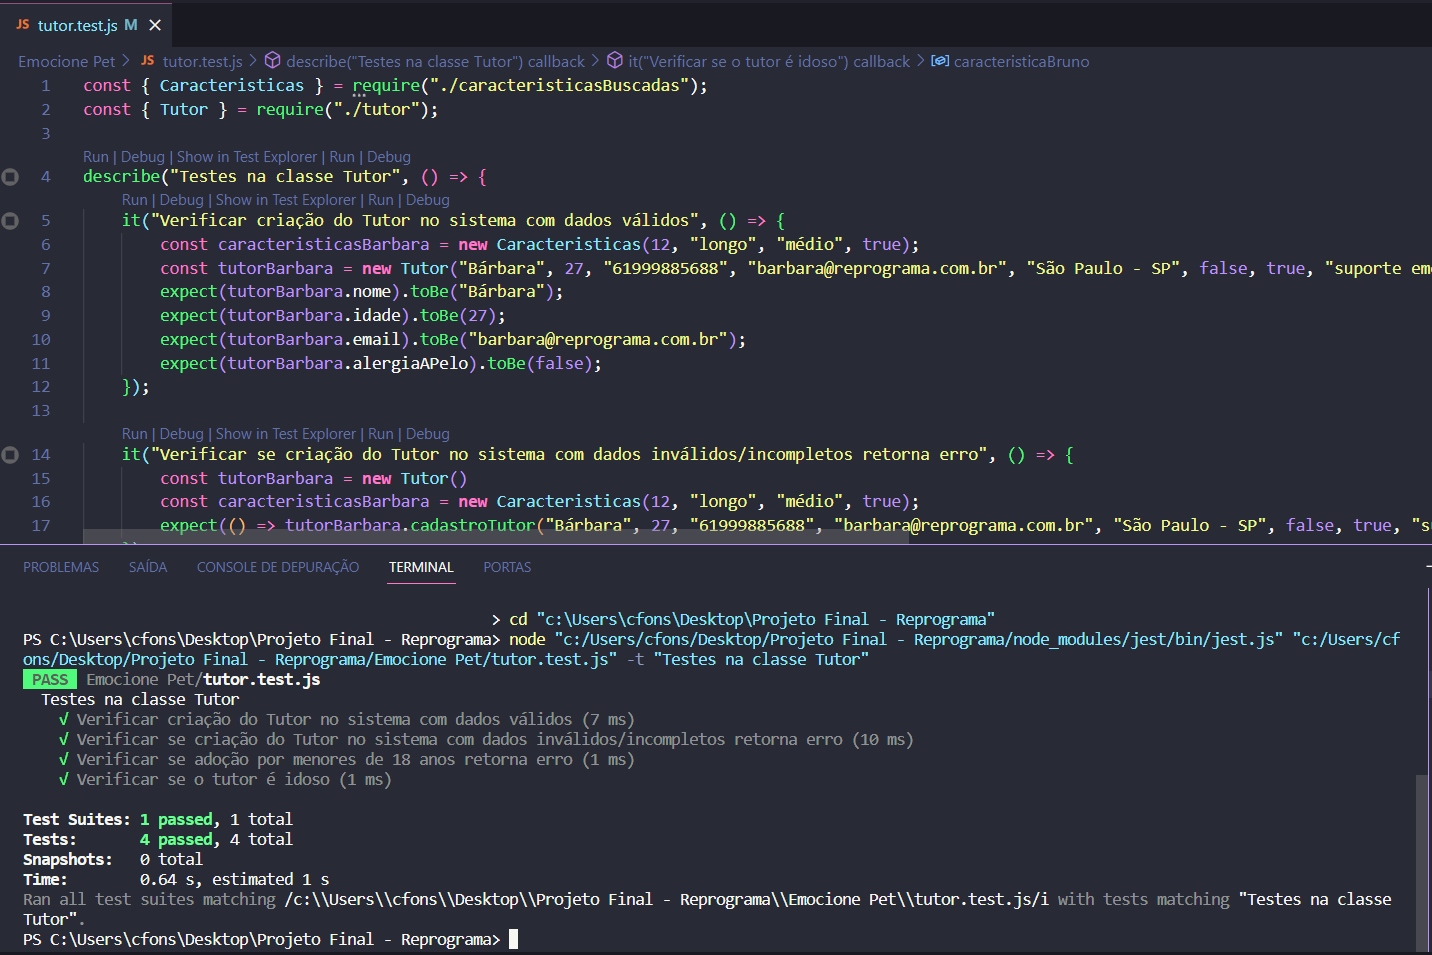 JS tutor.test.js M ×
Emocione Pet > JS tutor.test.js > describe("Testes na classe Tutor") callback > it("Verificar se o tutor é idoso") callback > caracteristicaBruno
1 const { Caracteristicas } = require("./caracteristicasBuscadas");
2 const { Tutor } = require("./tutor");
3
Run | Debug | Show in Test Explorer | Run | Debug
4 describe("Testes na classe Tutor", () => {
Run | Debug | Show in Test Explorer | Run | Debug
5 it("Verificar criação do Tutor no sistema com dados válidos", () => {
6 const caracteristicasBarbara = new Caracteristicas(12, "longo", "médio", true);
7 const tutorBarbara = new Tutor("Bárbara", 27, "61999885688", "barbara@reprograma.com.br", "São Paulo - SP", false, true, "suporte em
8 expect(tutorBarbara.nome).toBe("Bárbara");
9 expect(tutorBarbara.idade).toBe(27);
10 expect(tutorBarbara.email).toBe("barbara@reprograma.com.br");
11 expect(tutorBarbara.alergiaAPelo).toBe(false);
12 });
13
Run | Debug | Show in Test Explorer | Run | Debug
14 it("Verificar se criação do Tutor no sistema com dados inválidos/incompletos retorna erro", () => {
15 const tutorBarbara = new Tutor()
16 const caracteristicasBarbara = new Caracteristicas(12, "longo", "médio", true);
17 expect(() => tutorBarbara.cadastroTutor("Bárbara", 27, "61999885688", "barbara@reprograma.com.br", "São Paulo - SP", false, true, "s
PROBLEMAS SAÍDA CONSOLE DE DEPURAÇÃO TERMINAL PORTAS
> cd "c:\Users\cfons\Desktop\Projeto Final - Reprograma"
PS C:\Users\cfons\Desktop\Projeto Final - Reprograma> node "c:/Users/cfons/Desktop/Projeto Final - Reprograma/node_modules/jest/bin/jest.js" "c:/Users/cf
ons/Desktop/Projeto Final - Reprograma/Emocione Pet/tutor.test.js" -t "Testes na classe Tutor"
PASS Emocione Pet/tutor.test.js
Testes na classe Tutor
√ Verificar criação do Tutor no sistema com dados válidos (7 ms)
√ Verificar se criação do Tutor no sistema com dados inválidos/incompletos retorna erro (10 ms)
√ Verificar se adoção por menores de 18 anos retorna erro (1 ms)
√ Verificar se o tutor é idoso (1 ms)
Test Suites: 1 passed, 1 total
Tests: 4 passed, 4 total
Snapshots: 0 total
Time: 0.64 s, estimated 1 s
Ran all test suites matching /c:\\Users\\cfons\\Desktop\\Projeto Final - Reprograma\\Emocione Pet\\tutor.test.js/i with tests matching "Testes na classe
Tutor".
PS C:\Users\cfons\Desktop\Projeto Final - Reprograma>